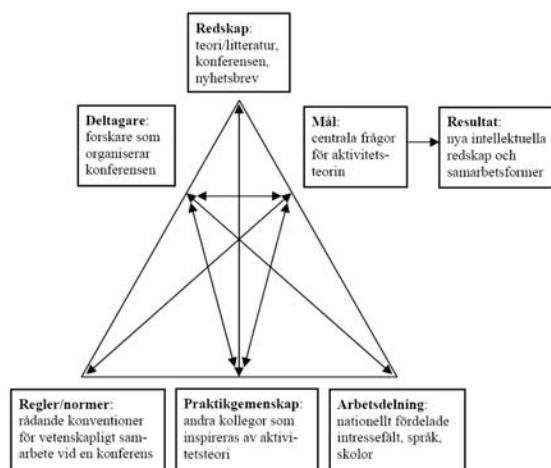 Redskap:
teori/litteratur,
konferensen,
nyhetsbrev
Deltagare:
forskare som
organiserar
konferensen
Mål:
centrala frågor
för aktivitets-
teorin
Resultat:
nya intellektuella
redskap och
samarbetsformer
Regler/normer:
rådande konventioner
för vetenskapligt sam-
arbete vid en konferens
Praktikgemenskap:
andra kollegor som
inspireras av aktivi-
tetsteori
Arbetsdelning:
nationellt fördelade
intressefält, språk,
skolor